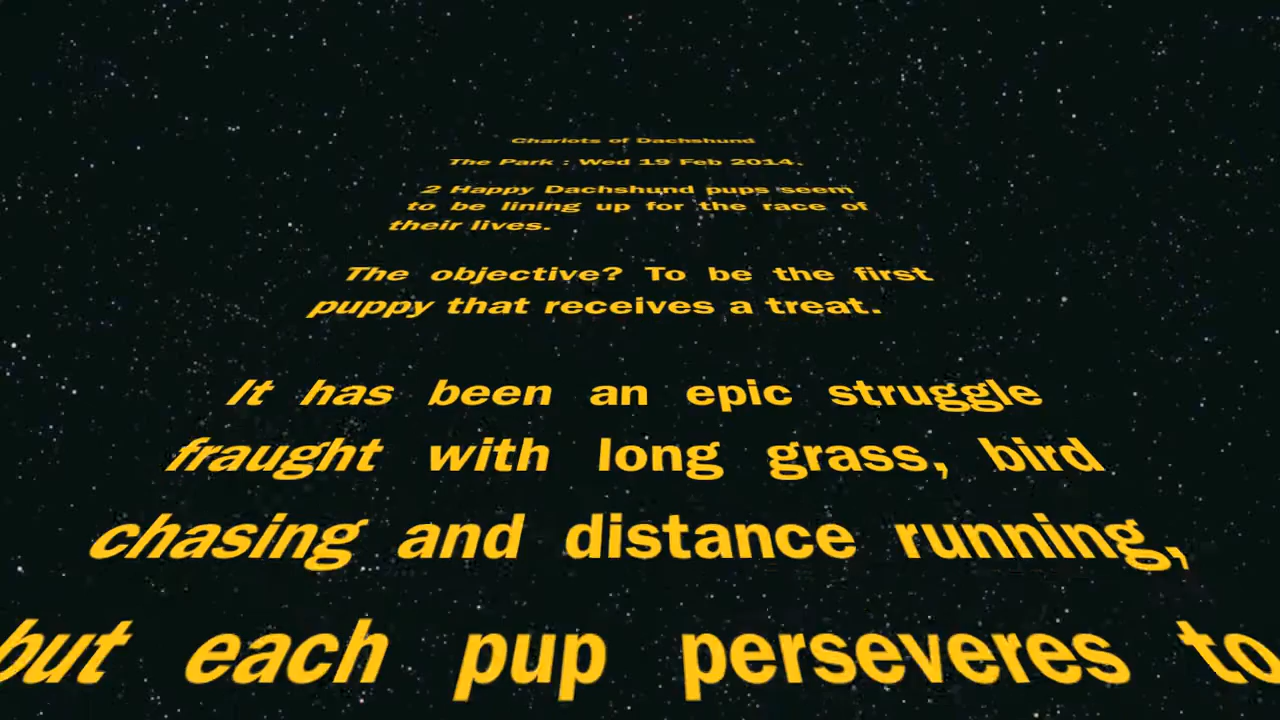 Chariots of Dachshund
The Park : Wed 19 Feb 2014.
2 Happy Dachshund pups seem
to be lining up for the race of
their lives.
The objective? To be the first
puppy that receives a treat.
It has been an epic struggle
fraught with long grass, bird
chasing and distance running,
but each pup perseveres to